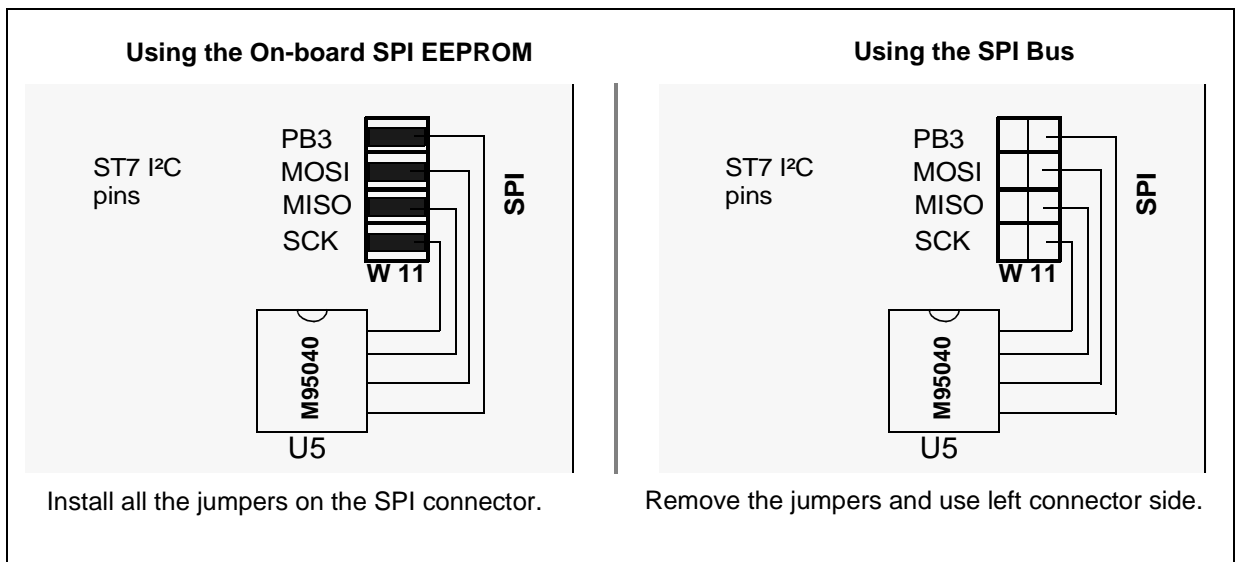 Using the On-board SPI EEPROM
ST7 I²C
pins
PB3
MOSI
MISO
SCK
W 11
SPI
M95040
U5
Install all the jumpers on the SPI connector.
Using the SPI Bus
ST7 I²C
pins
PB3
MOSI
MISO
SCK
W 11
SPI
M95040
U5
Remove the jumpers and use left connector side.